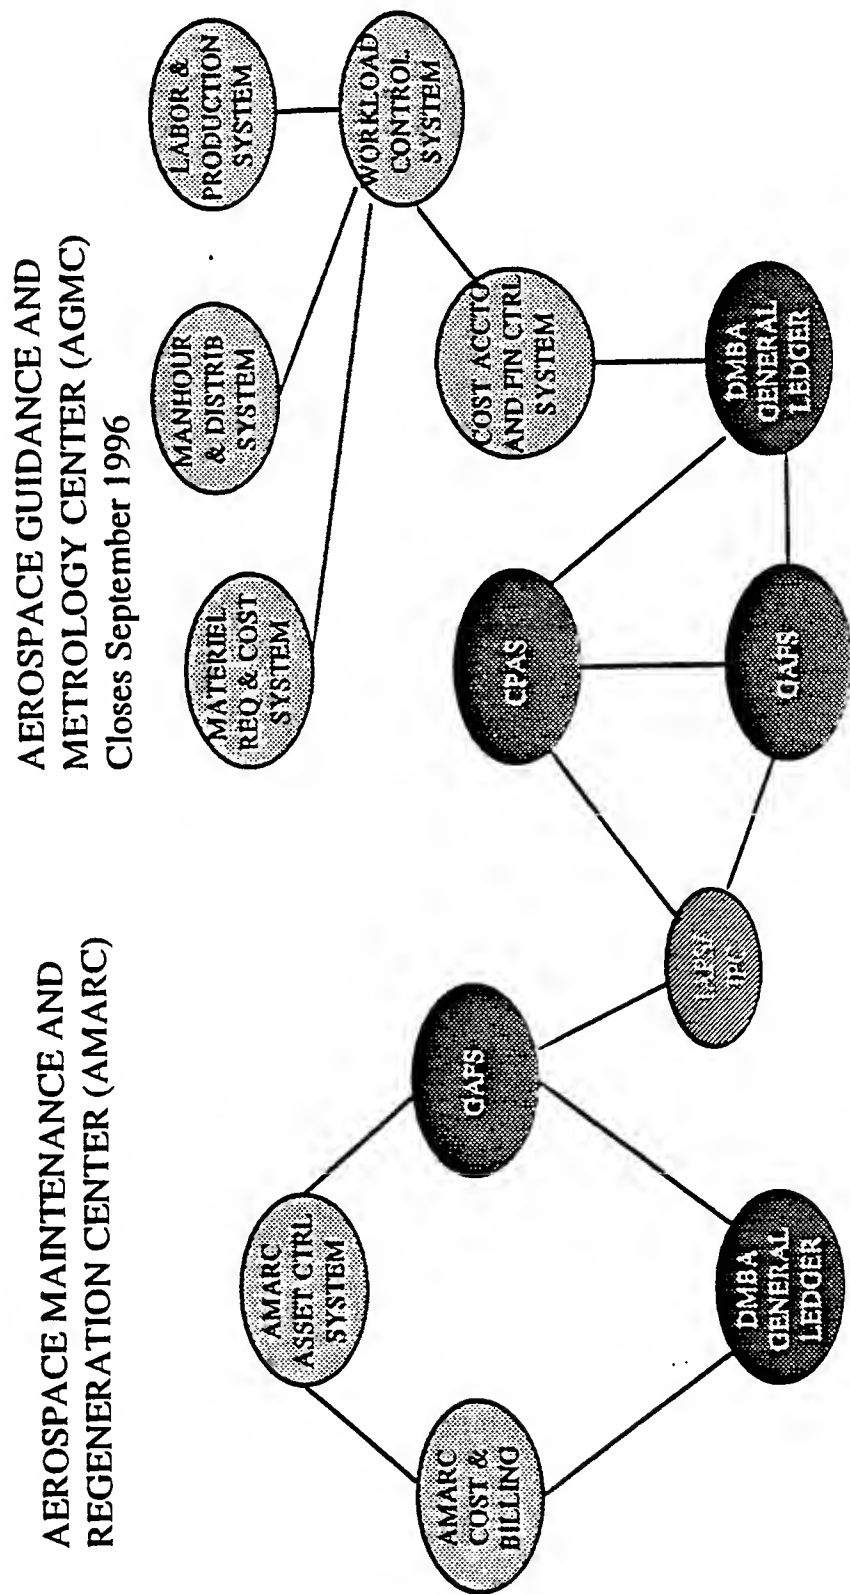 AEROSPACE MAINTENANCE AND
REGENERATION CENTER (AMARC)
AMARC
ASSET CTRL
SYSTEM
AMARC
COST &
BILLING
GAFS
DMBA
GENERAL
LEDGER
AEROSPACE GUIDANCE AND
METROLOGY CENTER (AGMC)
Closes September 1996
MATERIEL
REQ & COST
SYSTEM
MANHOUR
& DISTRIB
SYSTEM
LABOR &
PRODUCTION
SYSTEM
WORKLOAD
CONTROL
SYSTEM
COST ACCTG
AND FIN CTRL
SYSTEM
CPAS
GAFS
DMBA
GENERAL
LEDGER
IPC